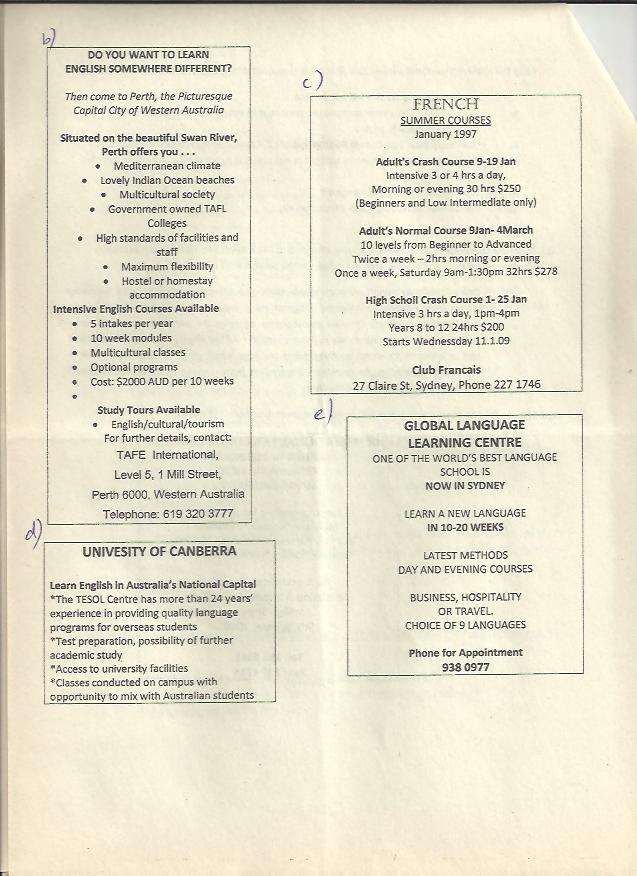 b)
DO YOU WANT TO LEARN
ENGLISH SOMEWHERE DIFFERENT?
Then come to Perth, the Picturesque
Capital City of Western Australia
Situated on the beautiful Swan River,
Perth offers you . . .
• Mediterranean climate
• Lovely Indian Ocean beaches
• Multicultural society
• Government owned TAFL
Colleges
• High standards of facilities and
staff
• Maximum flexibility
• Hostel or homestay
accommodation
Intensive English Courses Available
• 5 intakes per year
• 10 week modules
• Multicultural classes
• Optional programs
• Cost: $2000 AUD per 10 weeks
•
Study Tours Available
• English/cultural/tourism
For further details, contact:
TAFE International,
Level 5, 1 Mill Street,
Perth 6000, Western Australia
Telephone: 619 320 3777
c)
FRENCH
SUMMER COURSES
January 1997
Adult's Crash Course 9-19 Jan
Intensive 3 or 4 hrs a day,
Morning or evening 30 hrs $250
(Beginners and Low Intermediate only)
Adult's Normal Course 9Jan- 4March
10 levels from Beginner to Advanced
Twice a week – 2hrs morning or evening
Once a week, Saturday 9am-1:30pm 32hrs $278
High Scholl Crash Course 1- 25 Jan
Intensive 3 hrs a day, 1pm-4pm
Years 8 to 12 24hrs $200
Starts Wednesday 11.1.09
Club Francais
27 Claire St, Sydney, Phone 227 1746
d)
UNIVESITY OF CANBERRA
Learn English in Australia's National Capital
*The TESOL Centre has more than 24 years'
experience in providing quality language
programs for overseas students
*Test preparation, possibility of further
academic study
*Access to university facilities
*Classes conducted on campus with
opportunity to mix with Australian students
e)
GLOBAL LANGUAGE
LEARNING CENTRE
ONE OF THE WORLD'S BEST LANGUAGE
SCHOOL IS
NOW IN SYDNEY
LEARN A NEW LANGUAGE
IN 10-20 WEEKS
LATEST METHODS
DAY AND EVENING COURSES
BUSINESS, HOSPITALITY
OR TRAVEL.
CHOICE OF 9 LANGUAGES
Phone for Appointment
938 0977